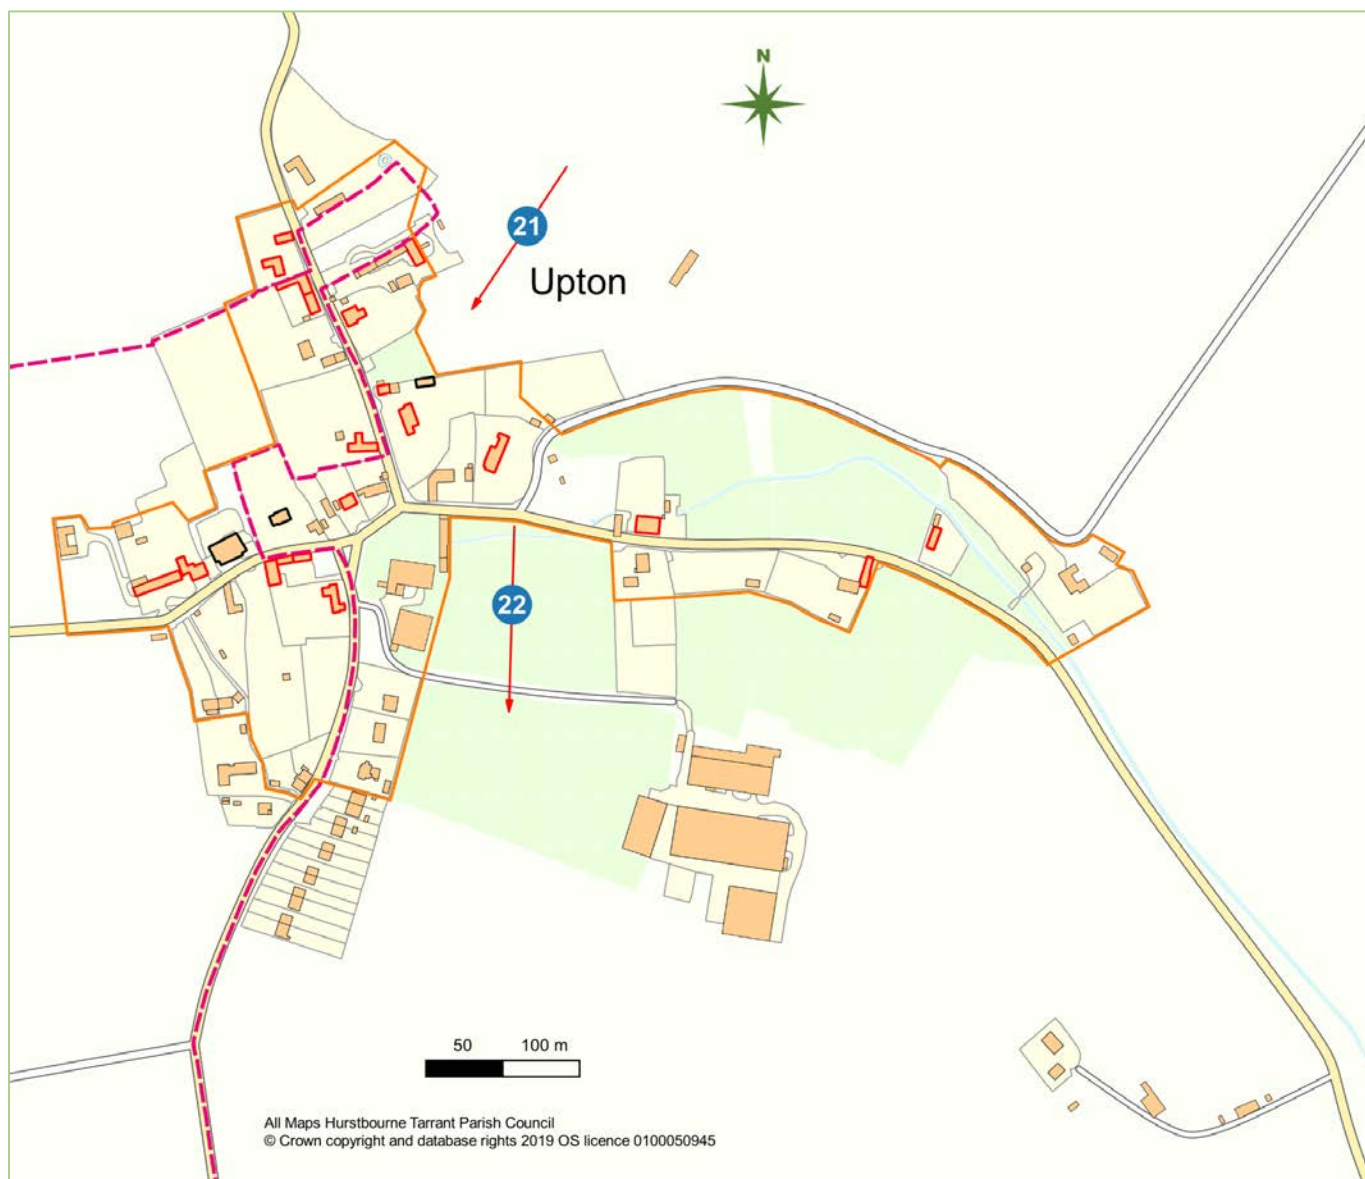 N
21
Upton
22
50 100 m
All Maps Hurstbourne Tarrant Parish Council
© Crown copyright and database rights 2019 OS licence 0100050945